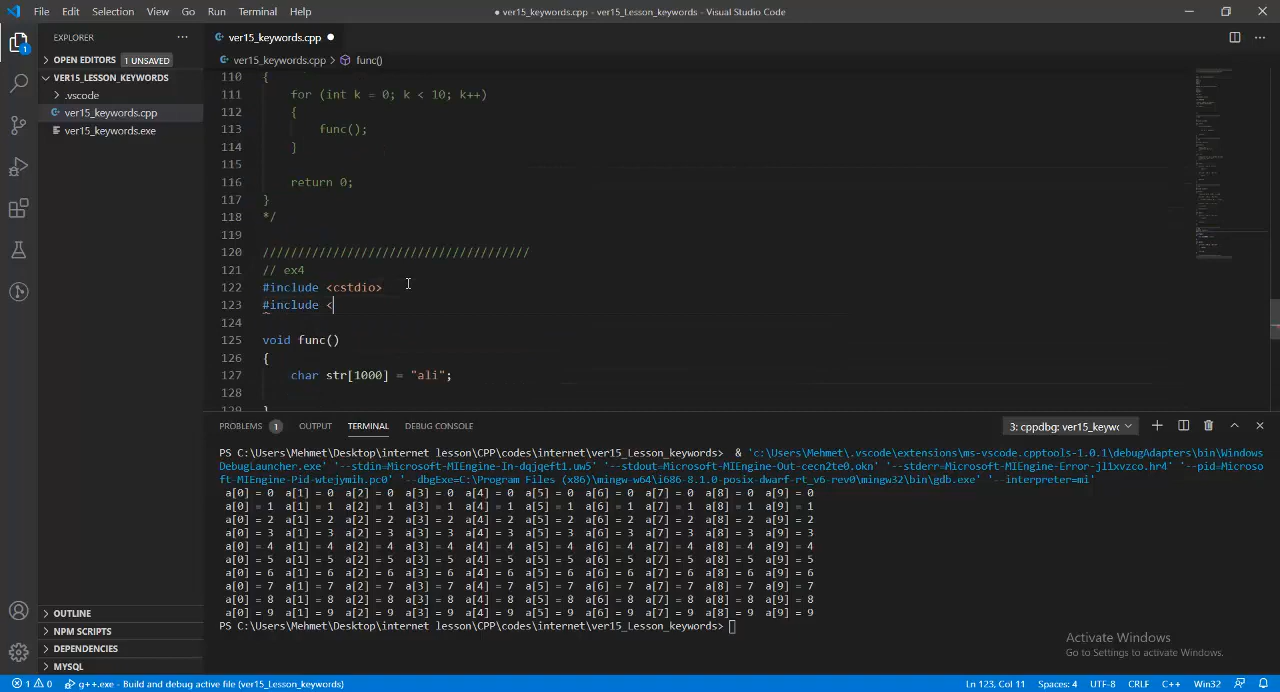 File Edit Selection View Go Run Terminal Help
● ver15_keywords.cpp - ver15_Lesson_keywords - Visual Studio Code
EXPLORER
OPEN EDITORS 1 UNSAVED
VER15_LESSON_KEYWORDS
.vscode
ver15_keywords.cpp
ver15_keywords.exe
OUTLINE
NPM SCRIPTS
DEPENDENCIES
MYSQL
1
ver15_keywords.cpp ●
ver15_keywords.cpp > func()
110 {
111 for (int k = 0; k < 10; k++)
112 {
113 func();
114 }
115
116 return 0;
117 }
118 */
119
120 //////////////////////////////////////
121 // ex4
122 #include <cstdio>
123 #include <
124
125 void func()
126 {
127 char str[1000] = "ali";
128
129 }
PROBLEMS 1 OUTPUT TERMINAL DEBUG CONSOLE
3: cppdbg: ver15_keywc
PS C:\Users\Mehmet\Desktop\internet lesson\CPP\codes\internet\ver15_Lesson_keywords> & 'c:\Users\Mehmet\.vscode\extensions\ms-vscode.cpptools-1.0.1\debugAdapters\bin\Windows
DebugLauncher.exe' '--stdin=Microsoft-MIEngine-In-dqjqeft1.uw5' '--stdout=Microsoft-MIEngine-Out-cecn2te0.okn' '--stderr=Microsoft-MIEngine-Error-jl1xvzco.hr4' '--pid=Microso
ft-MIEngine-Pid-wtejymih.pc0' '--dbgExe=C:\Program Files (x86)\mingw-w64\i686-8.1.0-posix-dwarf-rt_v6-rev0\mingw32\bin\gdb.exe' '--interpreter=mi'
a[0] = 0 a[1] = 0 a[2] = 0 a[3] = 0 a[4] = 0 a[5] = 0 a[6] = 0 a[7] = 0 a[8] = 0 a[9] = 0
a[0] = 1 a[1] = 1 a[2] = 1 a[3] = 1 a[4] = 1 a[5] = 1 a[6] = 1 a[7] = 1 a[8] = 1 a[9] = 1
a[0] = 2 a[1] = 2 a[2] = 2 a[3] = 2 a[4] = 2 a[5] = 2 a[6] = 2 a[7] = 2 a[8] = 2 a[9] = 2
a[0] = 3 a[1] = 3 a[2] = 3 a[3] = 3 a[4] = 3 a[5] = 3 a[6] = 3 a[7] = 3 a[8] = 3 a[9] = 3
a[0] = 4 a[1] = 4 a[2] = 4 a[3] = 4 a[4] = 4 a[5] = 4 a[6] = 4 a[7] = 4 a[8] = 4 a[9] = 4
a[0] = 5 a[1] = 5 a[2] = 5 a[3] = 5 a[4] = 5 a[5] = 5 a[6] = 5 a[7] = 5 a[8] = 5 a[9] = 5
a[0] = 6 a[1] = 6 a[2] = 6 a[3] = 6 a[4] = 6 a[5] = 6 a[6] = 6 a[7] = 6 a[8] = 6 a[9] = 6
a[0] = 7 a[1] = 7 a[2] = 7 a[3] = 7 a[4] = 7 a[5] = 7 a[6] = 7 a[7] = 7 a[8] = 7 a[9] = 7
a[0] = 8 a[1] = 8 a[2] = 8 a[3] = 8 a[4] = 8 a[5] = 8 a[6] = 8 a[7] = 8 a[8] = 8 a[9] = 8
a[0] = 9 a[1] = 9 a[2] = 9 a[3] = 9 a[4] = 9 a[5] = 9 a[6] = 9 a[7] = 9 a[8] = 9 a[9] = 9
PS C:\Users\Mehmet\Desktop\internet lesson\CPP\codes\internet\ver15_Lesson_keywords>
Activate Windows
Go to Settings to activate Windows.
1 0 g++.exe - Build and debug active file (ver15_Lesson_keywords) Ln 123, Col 11 Spaces: 4 UTF-8 CRLF C++ Win32